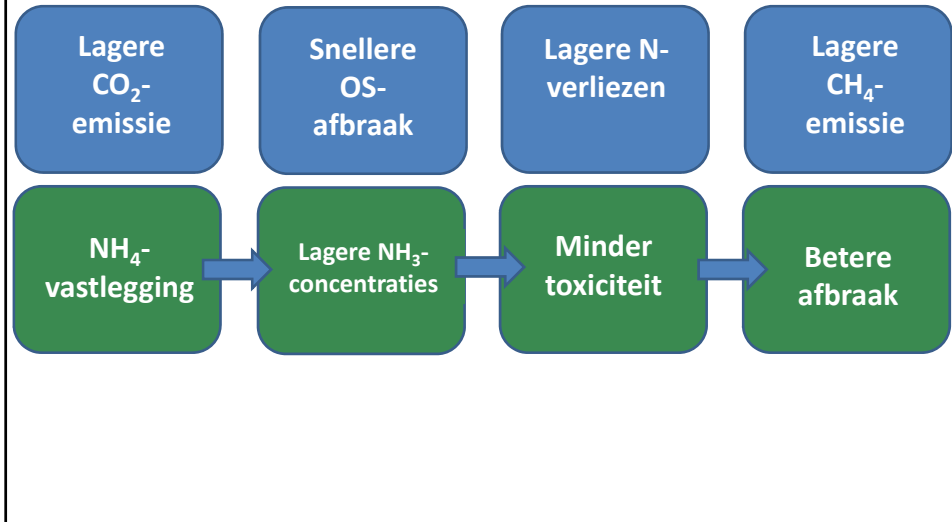 Lagere
CO₂-
emissie
Snellere
OS-
afbraak
Lagere N-
verliezen
Lagere
CH₄-
emissie
NH₄-
vastlegging
Lagere NH₃-
concentraties
Minder
toxiciteit
Betere
afbraak